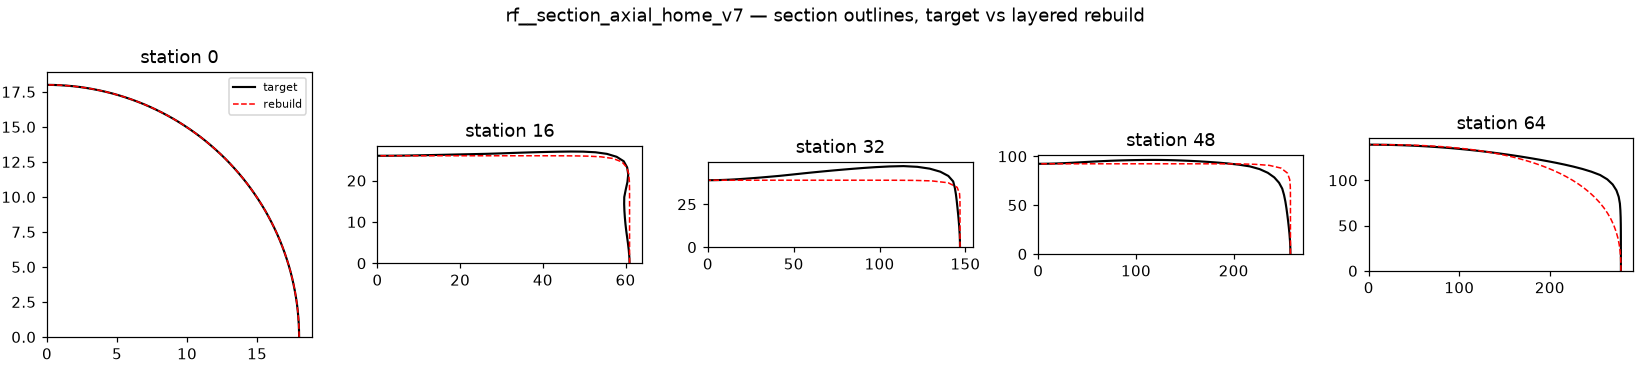 rf__section_axial_home_v7 — section outlines, target vs layered rebuild
station 0
target
rebuild
17.5
15.0
12.5
10.0
7.5
5.0
2.5
0.0
0 5 10 15
station 16
20
10
0
0 20 40 60
station 32
25
0
0 50 100 150
station 48
100
50
0
0 100 200
station 64
100
50
0
0 100 200